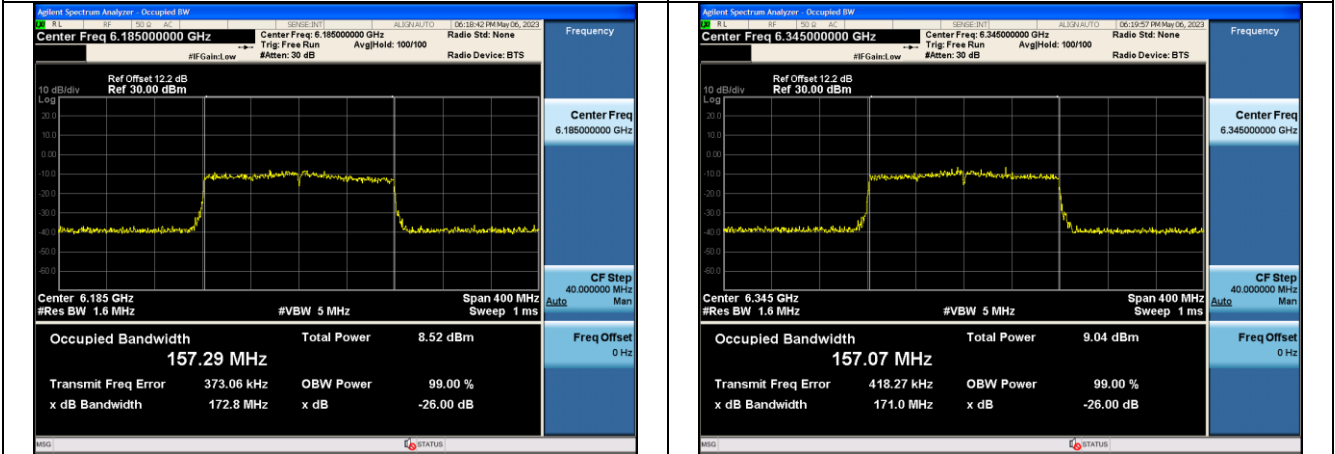 Agilent Spectrum Analyzer - Occupied BW
RL RF 50 Ω AC SENSE:INT ALIGN AUTO 06:18:42 PM May 06, 2023
Center Freq 6.185000000 GHz Center Freq: 6.185000000 GHz Radio Std: None
Trig: Free Run Avg|Hold: 100/100
#IFGain:Low #Atten: 30 dB Radio Device: BTS
Ref Offset 12.2 dB
10 dB/div Ref 30.00 dBm
Log
20.0
10.0
0.00
-10.0
-20.0
-30.0
-40.0
-50.0
-60.0
Center 6.185 GHz Span 400 MHz
#Res BW 1.6 MHz #VBW 5 MHz Sweep 1 ms
Occupied Bandwidth Total Power 8.52 dBm
157.29 MHz
Transmit Freq Error 373.06 kHz OBW Power 99.00 %
x dB Bandwidth 172.8 MHz x dB -26.00 dB
MSG STATUS
Frequency
Center Freq
6.185000000 GHz
CF Step
40.000000 MHz
Auto Man
Freq Offset
0 Hz
Agilent Spectrum Analyzer - Occupied BW
RL RF 50 Ω AC SENSE:INT ALIGN AUTO 06:19:57 PM May 06, 2023
Center Freq 6.345000000 GHz Center Freq: 6.345000000 GHz Radio Std: None
Trig: Free Run Avg|Hold: 100/100
#IFGain:Low #Atten: 30 dB Radio Device: BTS
Ref Offset 12.2 dB
10 dB/div Ref 30.00 dBm
Log
20.0
10.0
0.00
-10.0
-20.0
-30.0
-40.0
-50.0
-60.0
Center 6.345 GHz Span 400 MHz
#Res BW 1.6 MHz #VBW 5 MHz Sweep 1 ms
Occupied Bandwidth Total Power 9.04 dBm
157.07 MHz
Transmit Freq Error 418.27 kHz OBW Power 99.00 %
x dB Bandwidth 171.0 MHz x dB -26.00 dB
MSG STATUS
Frequency
Center Freq
6.345000000 GHz
CF Step
40.000000 MHz
Auto Man
Freq Offset
0 Hz